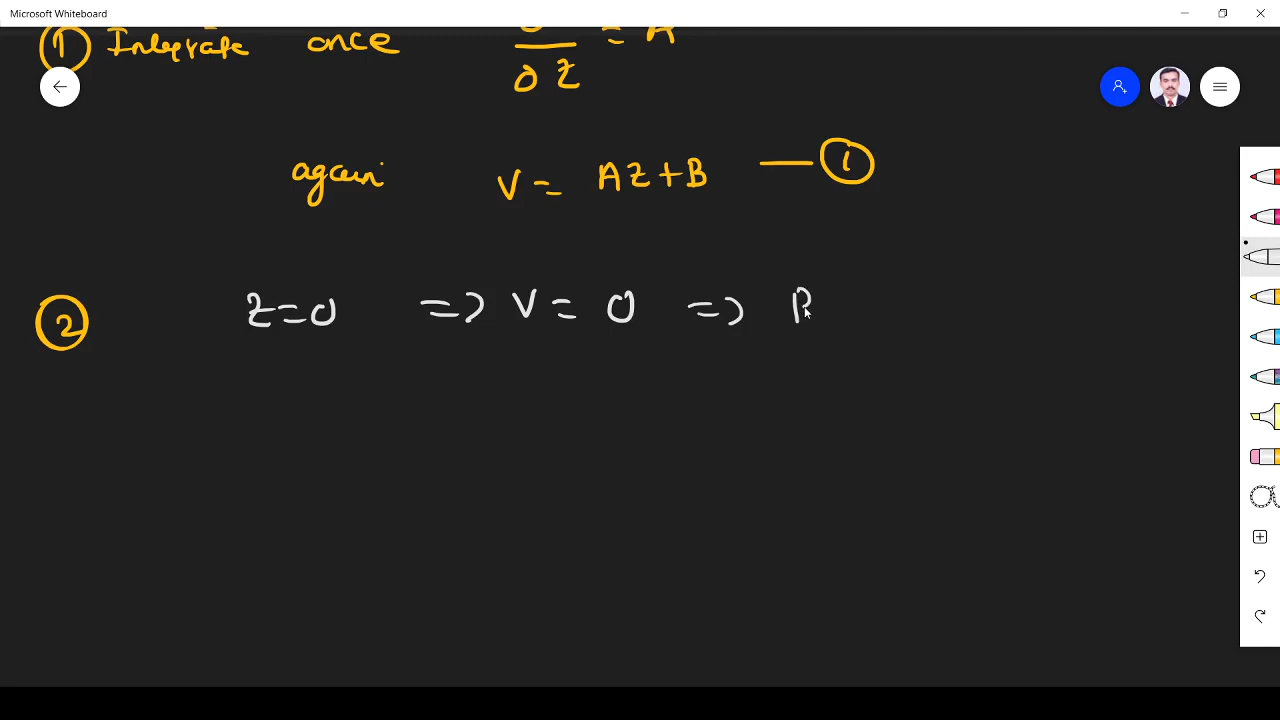 Microsoft Whiteboard
① Integrate once ∂ / ∂Z = A
again V = AZ+B — ①
② Z=0 => V = 0 =>